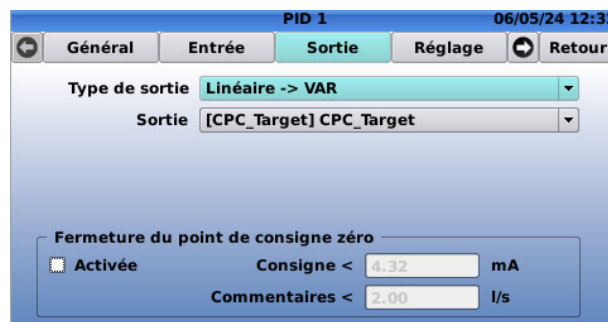 PID 1 06/05/24 12:33
Général Entrée Sortie Réglage Retour
Type de sortie Linéaire -> VAR
Sortie [CPC_Target] CPC_Target
Fermeture du point de consigne zéro
Activée Consigne < 4.32 mA
Commentaires < 2.00 l/s